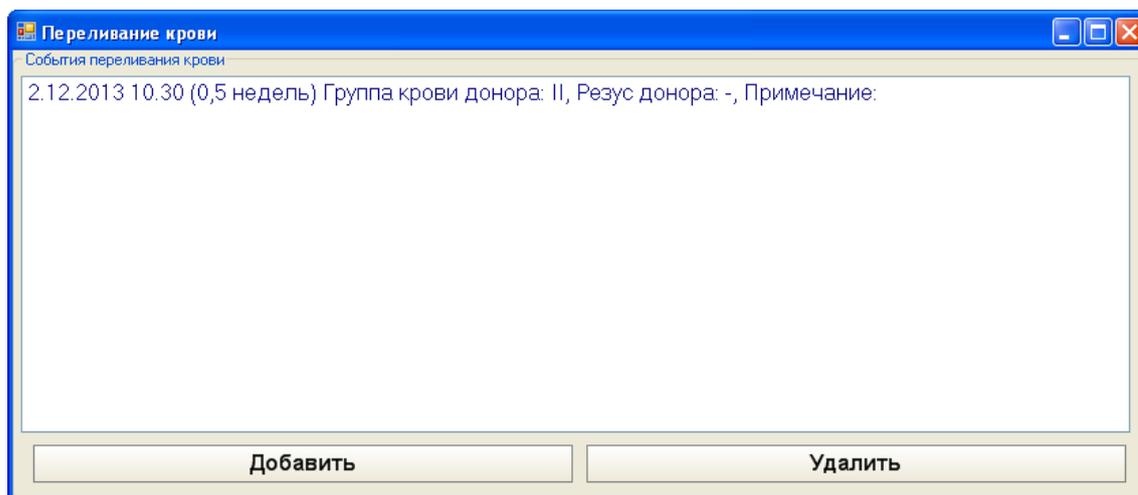 Переливание крови
События переливания крови
2.12.2013 10.30 (0,5 недель) Группа крови донора: II, Резус донора: -, Примечание:
Добавить
Удалить